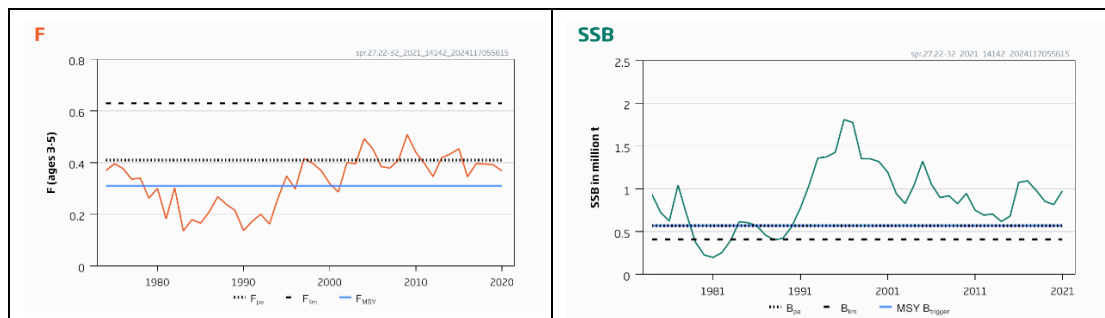 F
spr.27.22-32_2021_14142_2024117055615
0.8
0.6
0.4
0.2
0
F (ages 3-5)
1980
1990
2000
2010
2020
Fpa
Flim
FMSY
SSB
spr.27.22-32_2021_14142_2024117055615
2.5
2
1.5
1
0.5
0
SSB in million t
1981
1991
2001
2011
2021
Bpa
Blim
MSY Btrigger